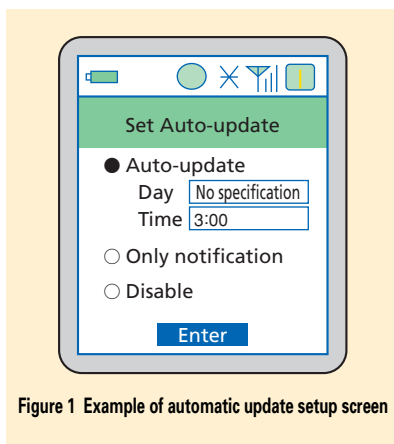 Set Auto-update
Auto-update
Day No specification
Time 3:00
Only notification
Disable
Enter
Figure 1 Example of automatic update setup screen